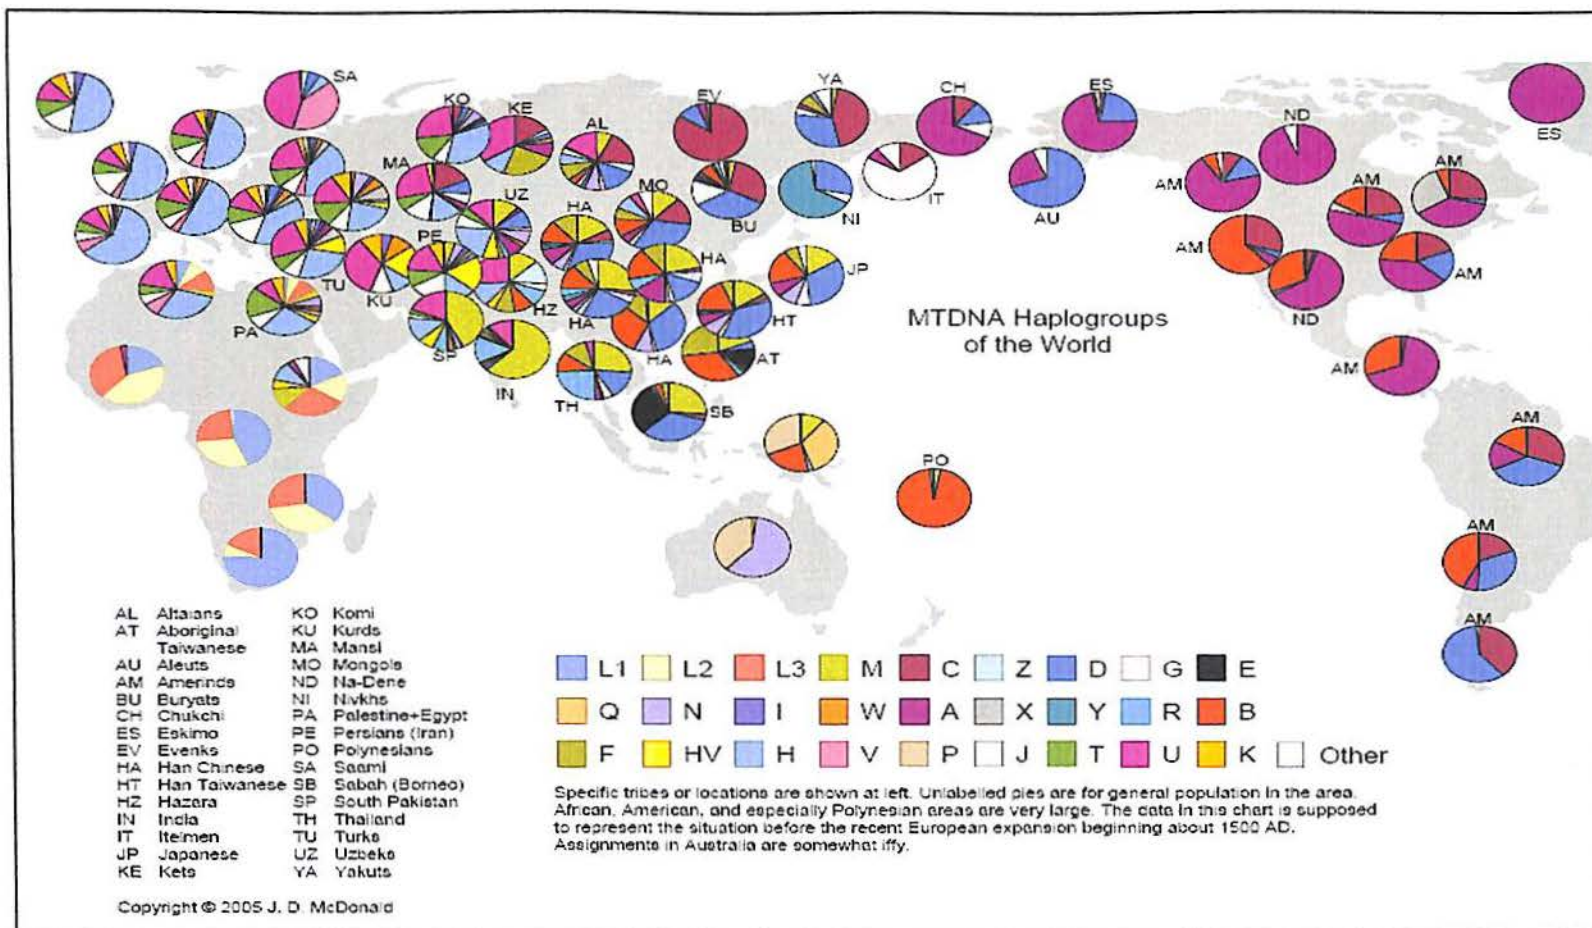 SA
KO
KE
EV
YA
CH
ES
ND
ES
AL
MA
IT
AM
AM
AM
UZ
MO
BU
NI
AU
HA
PE
AM
TU
KU
HA
JP
AM
HZ
HA
HT
ND
PA
SP
HA
AT
IN
TH
SB
AM
AM
PO
AM
AM
MTDNA Haplogroups
of the World
AL Altaians KO Komi
AT Aboriginal KU Kurds
Taiwanese MA Mansi
AU Aleuts MO Mongols
AM Amerinds ND Na-Dene
BU Buryats NI Nivkhs
CH Chukchi PA Palestine+Egypt
ES Eskimo PE Persians (Iran)
EV Evenks PO Polynesians
HA Han Chinese SA Saami
HT Han Taiwanese SB Sabah (Borneo)
HZ Hazara SP South Pakistan
IN India TH Thailand
IT Itelmen TU Turks
JP Japanese UZ Uzbeks
KE Kets YA Yakuts
L1 L2 L3 M C Z D G E
Q N I W A X Y R B
F HV H V P J T U K Other
Specific tribes or locations are shown at left. Unlabelled pies are for general population in the area.
African, American, and especially Polynesian areas are very large. The data in this chart is supposed
to represent the situation before the recent European expansion beginning about 1500 AD.
Assignments in Australia are somewhat iffy.
Copyright © 2005 J. D. McDonald